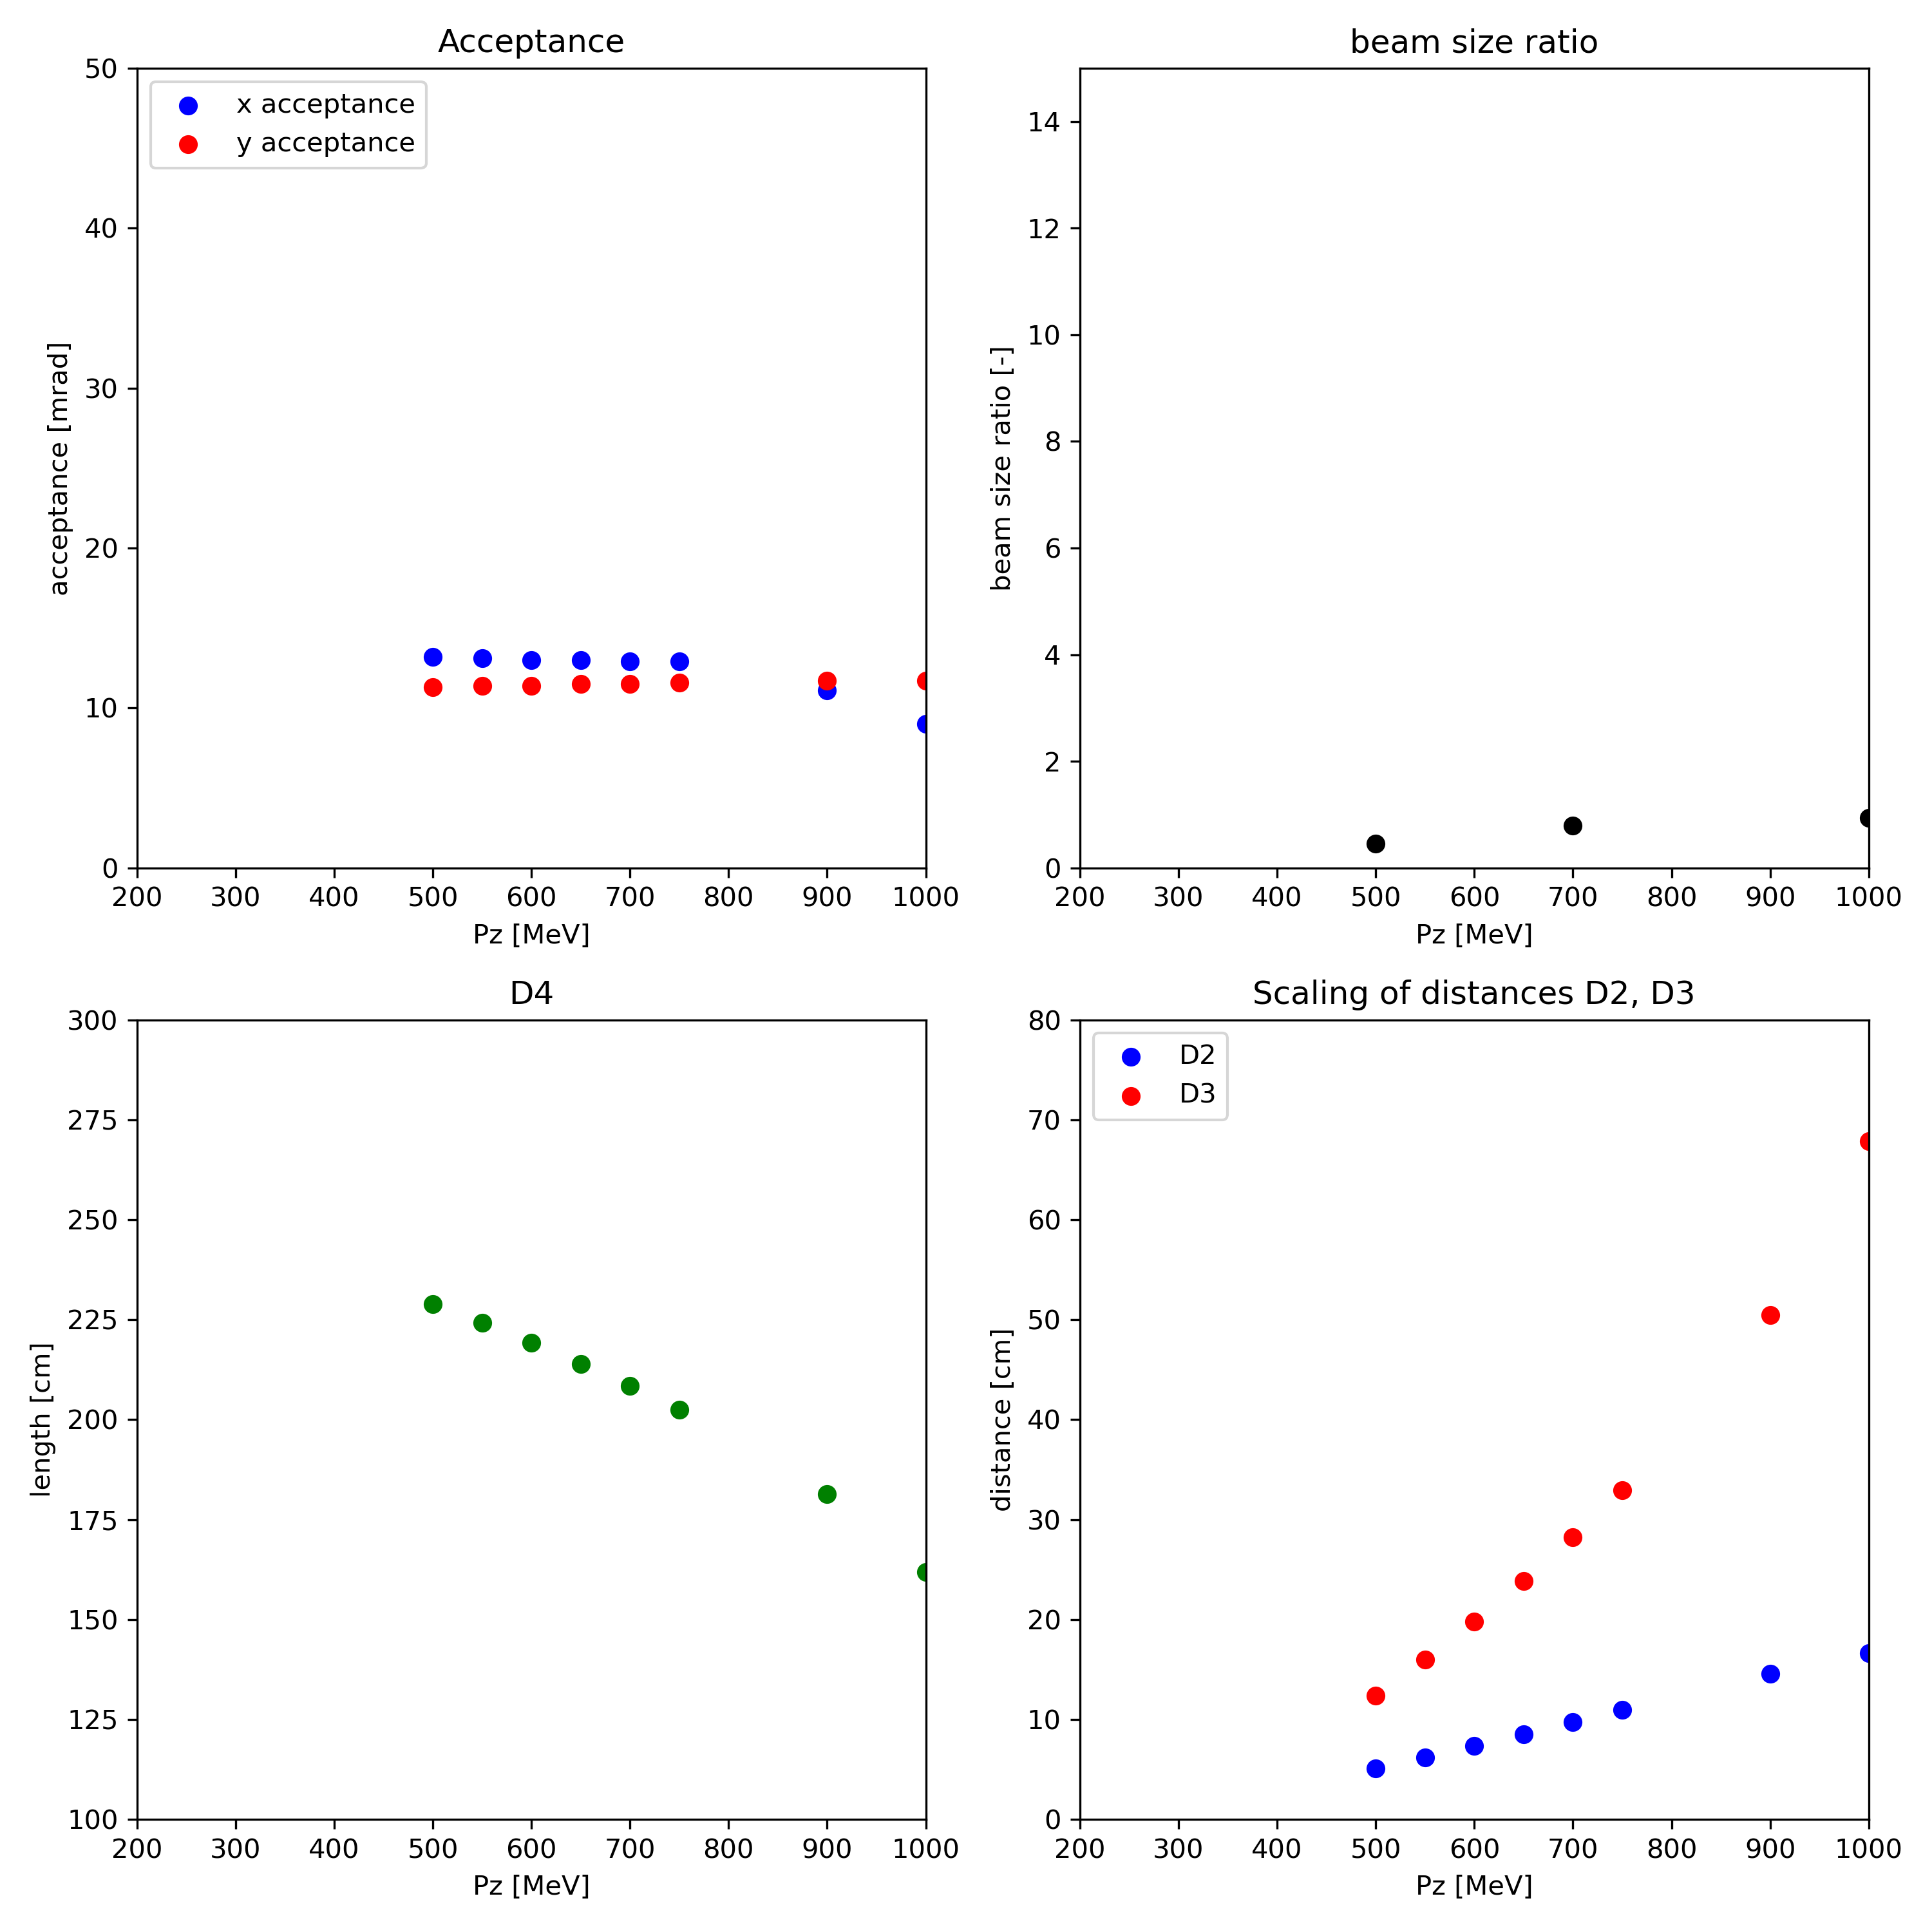 Acceptance
x acceptance
y acceptance
acceptance [mrad]
50
40
30
20
10
0
200 300 400 500 600 700 800 900 1000
Pz [MeV]
beam size ratio
beam size ratio [-]
14
12
10
8
6
4
2
0
200 300 400 500 600 700 800 900 1000
Pz [MeV]
D4
length [cm]
300
275
250
225
200
175
150
125
100
200 300 400 500 600 700 800 900 1000
Pz [MeV]
Scaling of distances D2, D3
D2
D3
distance [cm]
80
70
60
50
40
30
20
10
0
200 300 400 500 600 700 800 900 1000
Pz [MeV]